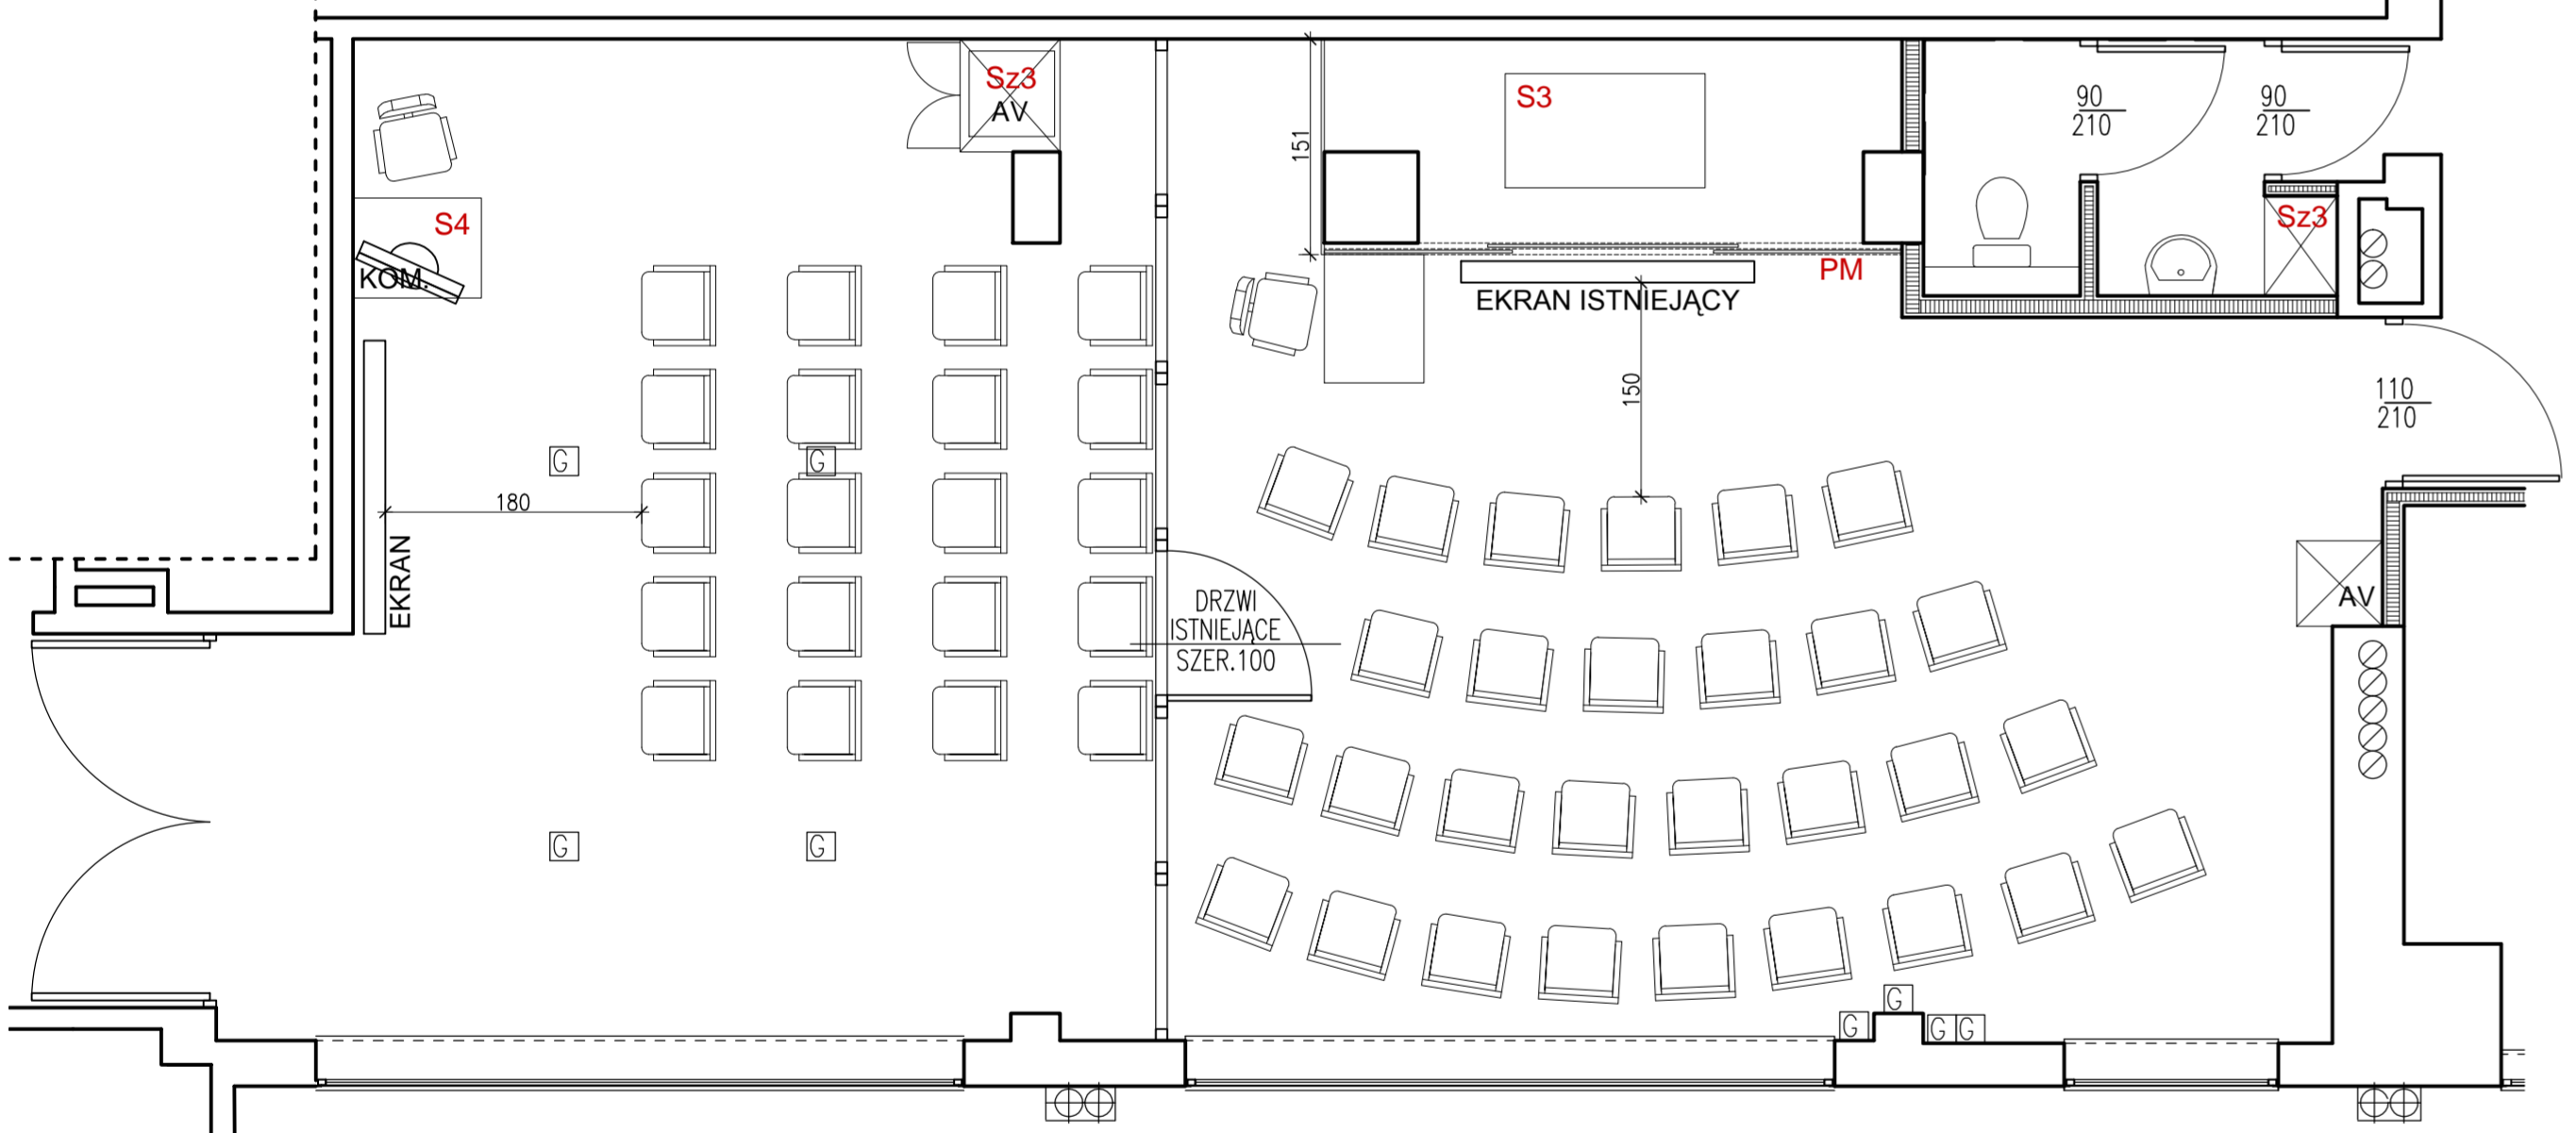 Sz3
AV
S3
90
210
90
210
151
S4
KOM.
Sz3
PM
EKRAN ISTNIEJĄCY
150
110
210
G
G
180
EKRAN
DRZWI
ISTNIEJĄCE
SZER.100
AV
G
G
G
G
G
G